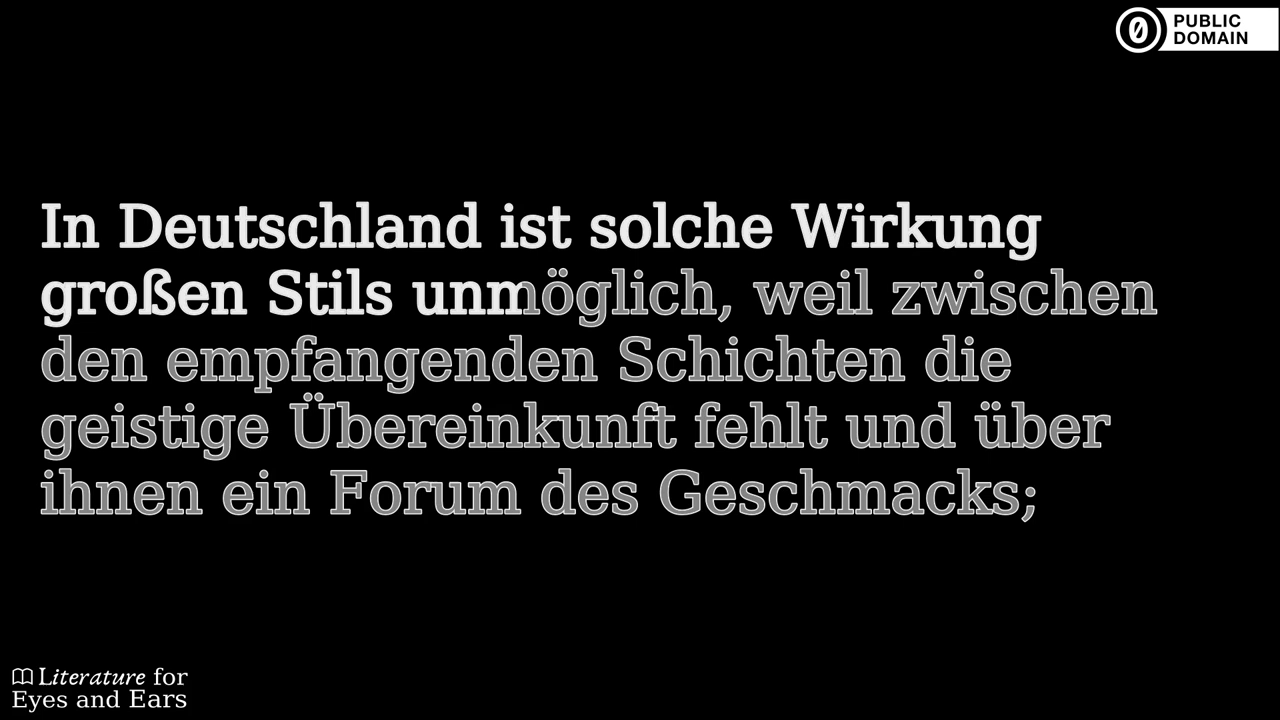 PUBLIC
DOMAIN
In Deutschland ist solche Wirkung
großen Stils unmöglich, weil zwischen
den empfangenden Schichten die
geistige Übereinkunft fehlt und über
ihnen ein Forum des Geschmacks;
Literature for
Eyes and Ears